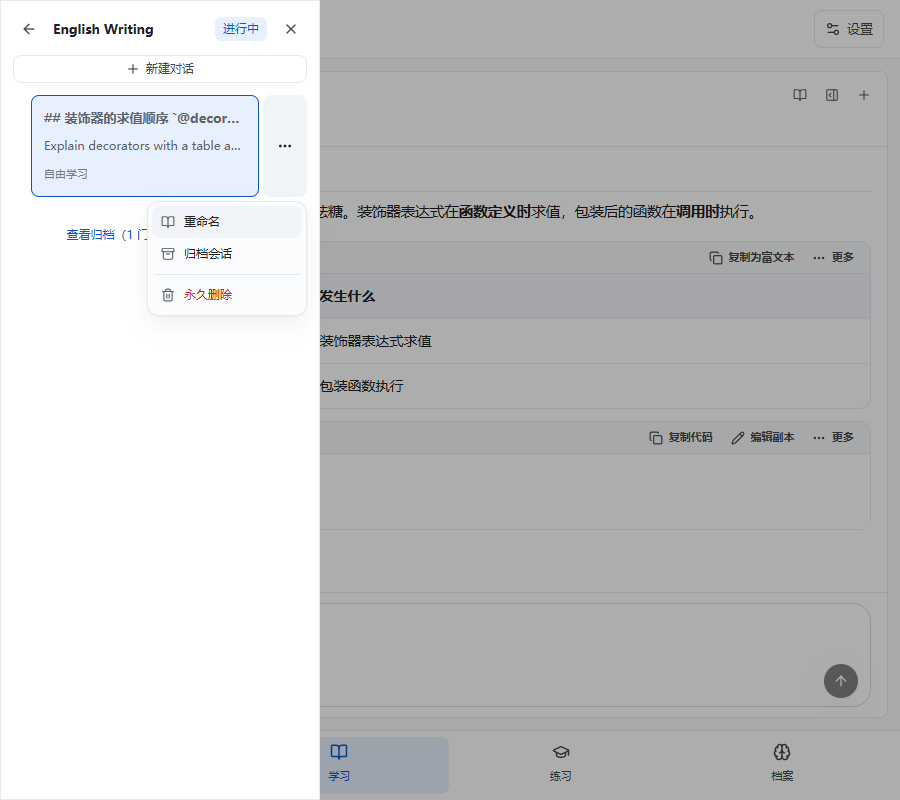 English Writing
进行中
新建对话
## 装饰器的求值顺序 `@decor...
Explain decorators with a table a...
自由学习
重命名
查看归档（1 门
归档会话
永久删除
设置
法糖。装饰器表达式在函数定义时求值，包装后的函数在调用时执行。
复制为富文本
更多
发生什么
装饰器表达式求值
包装函数执行
复制代码
编辑副本
更多
学习
练习
档案